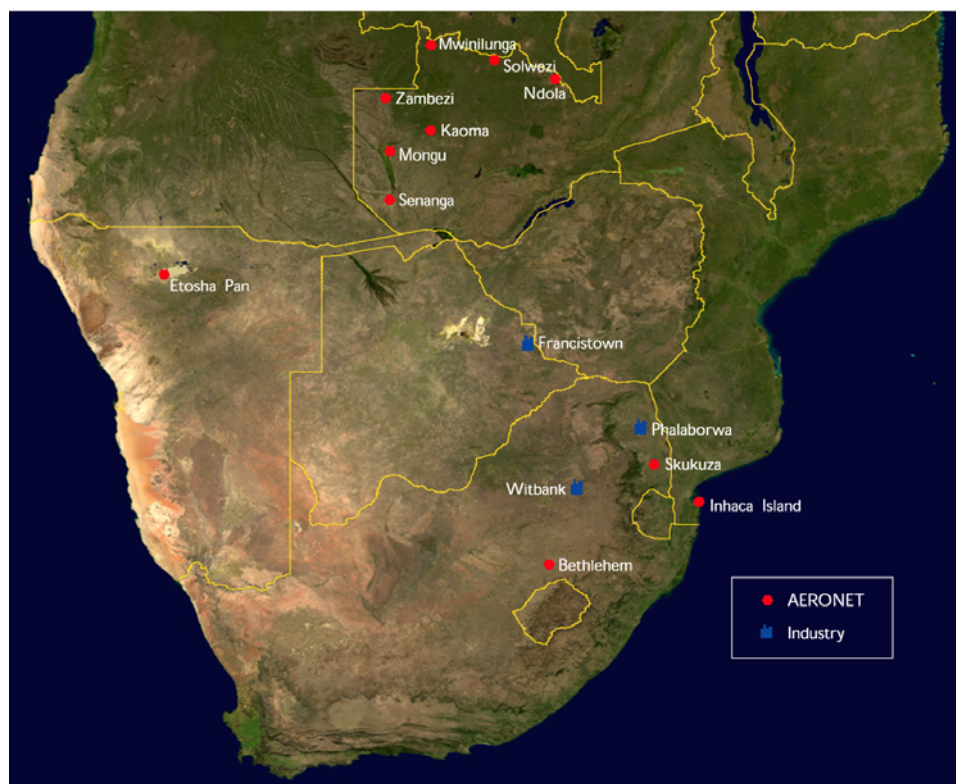 Mwinilunga
Solwezi
Ndola
Zambezi
Kaoma
Mongu
Senanga
Etosha Pan
Francistown
Phalaborwa
Skukuza
Witbank
Inhaca Island
Bethlehem
AERONET
Industry